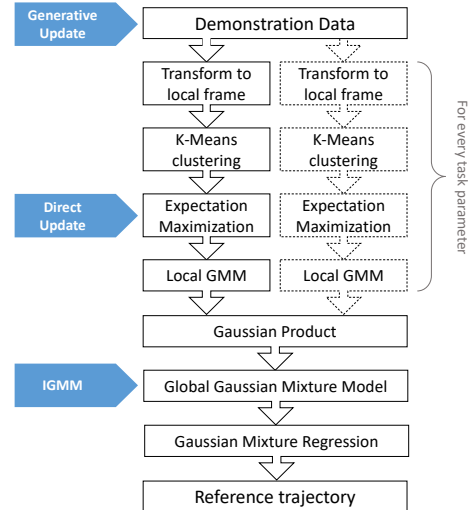 Generative
Update
Demonstration Data
Transform to
local frame
Transform to
local frame
K-Means
clustering
K-Means
clustering
For every task parameter
Direct
Update
Expectation
Maximization
Expectation
Maximization
Local GMM
Local GMM
Gaussian Product
IGMM
Global Gaussian Mixture Model
Gaussian Mixture Regression
Reference trajectory